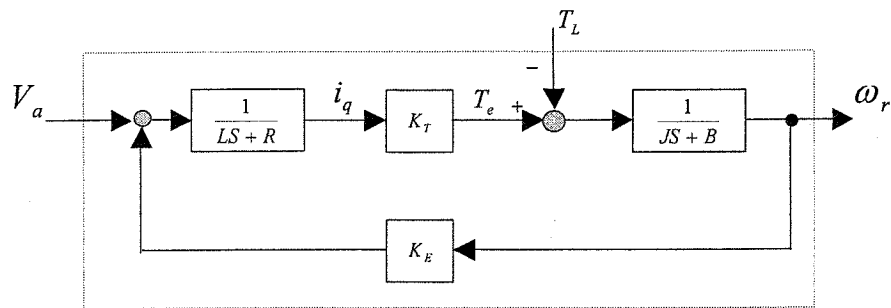 T_L
−
V_a
1
LS + R
i_q
K_T
T_e
+
1
JS + B
ω_r
K_E